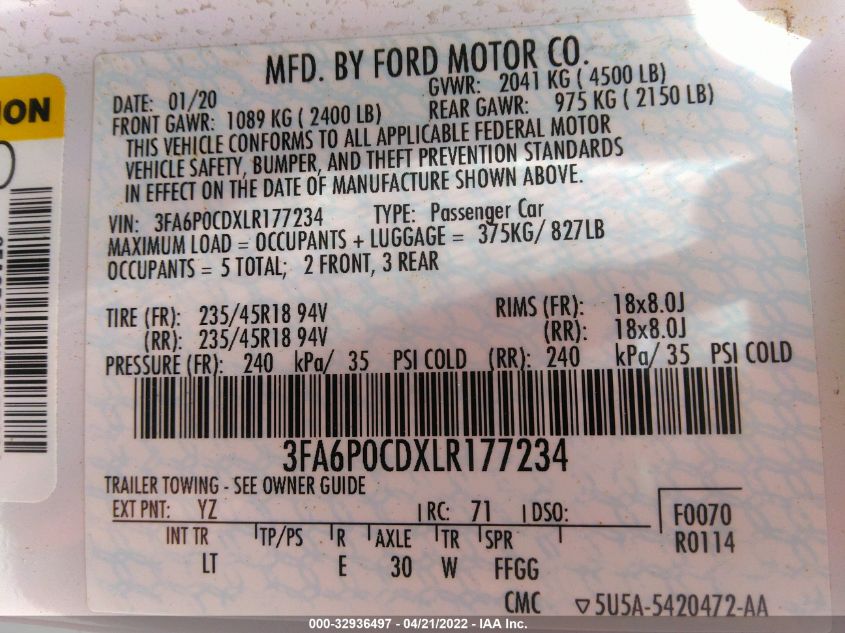 MFD. BY FORD MOTOR CO.
DATE: 01/20 GVWR: 2041 KG ( 4500 LB)
FRONT GAWR: 1089 KG ( 2400 LB) REAR GAWR: 975 KG ( 2150 LB)
THIS VEHICLE CONFORMS TO ALL APPLICABLE FEDERAL MOTOR
VEHICLE SAFETY, BUMPER, AND THEFT PREVENTION STANDARDS
IN EFFECT ON THE DATE OF MANUFACTURE SHOWN ABOVE.
VIN: 3FA6P0CDXLR177234 TYPE: Passenger Car
MAXIMUM LOAD = OCCUPANTS + LUGGAGE = 375KG/ 827LB
OCCUPANTS = 5 TOTAL; 2 FRONT, 3 REAR
TIRE (FR): 235/45R18 94V RIMS (FR): 18x8.0J
(RR): 235/45R18 94V (RR): 18x8.0J
PRESSURE (FR): 240 kPa/ 35 PSI COLD (RR): 240 kPa/ 35 PSI COLD
3FA6P0CDXLR177234
TRAILER TOWING - SEE OWNER GUIDE
EXT PNT: YZ RC: 71 DSO: F0070
INT TR TP/PS R AXLE TR SPR R0114
LT E 30 W FFGG
CMC ▽5U5A-5420472-AA
000-32936497 - 04/21/2022 - IAA Inc.